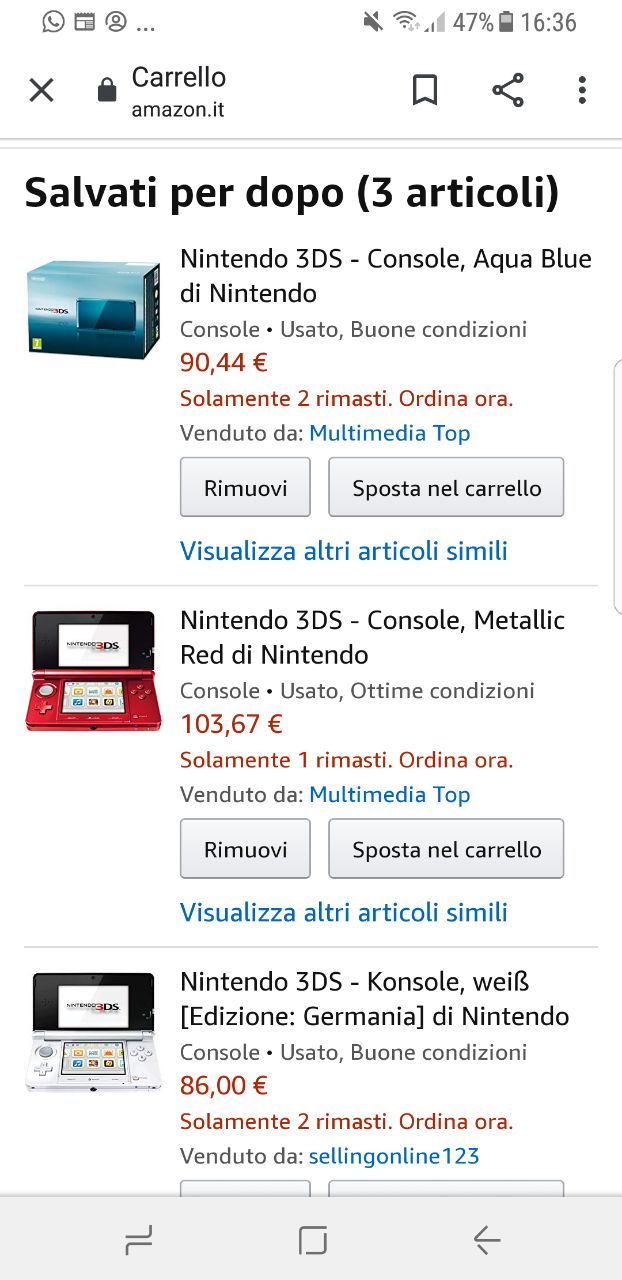 ... 47% 16:36
Carrello
amazon.it
Salvati per dopo (3 articoli)
Nintendo 3DS - Console, Aqua Blue
di Nintendo
NINTENDO3DS
7
Console • Usato, Buone condizioni
90,44 €
Solamente 2 rimasti. Ordina ora.
Venduto da: Multimedia Top
Rimuovi Sposta nel carrello
Visualizza altri articoli simili
Nintendo 3DS - Console, Metallic
Red di Nintendo
NINTENDO3DS
Console • Usato, Ottime condizioni
103,67 €
Solamente 1 rimasti. Ordina ora.
Venduto da: Multimedia Top
Rimuovi Sposta nel carrello
Visualizza altri articoli simili
Nintendo 3DS - Konsole, weiß
[Edizione: Germania] di Nintendo
NINTENDO3DS
Console • Usato, Buone condizioni
86,00 €
Solamente 2 rimasti. Ordina ora.
Venduto da: sellingonline123